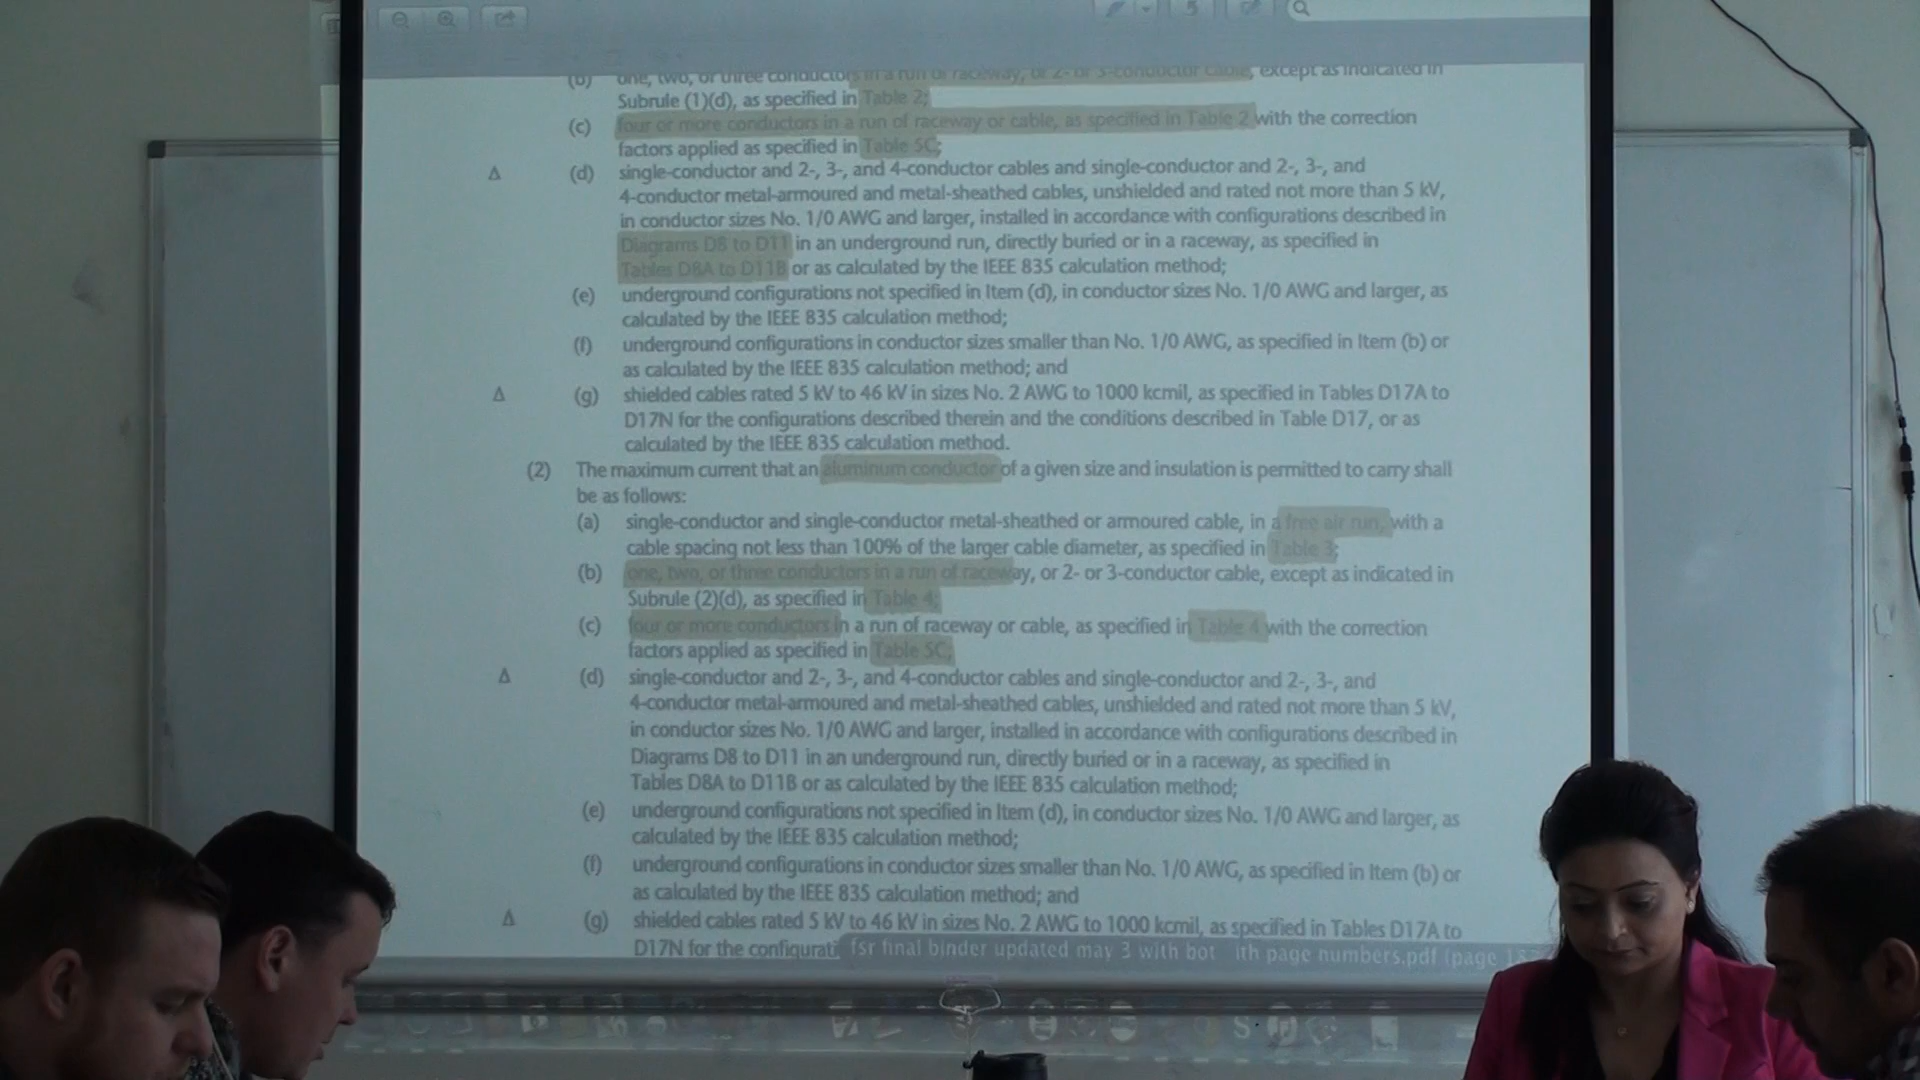 (b) one, two, or three conductors in a run of raceway, or 2- or 3-conductor cable, except as indicated in
Subrule (1)(d), as specified in Table 2;
(c) four or more conductors in a run of raceway or cable, as specified in Table 2 with the correction
factors applied as specified in Table 5C;
Δ (d) single-conductor and 2-, 3-, and 4-conductor cables and single-conductor and 2-, 3-, and
4-conductor metal-armoured and metal-sheathed cables, unshielded and rated not more than 5 kV,
in conductor sizes No. 1/0 AWG and larger, installed in accordance with configurations described in
Diagrams D8 to D11 in an underground run, directly buried or in a raceway, as specified in
Tables D8A to D11B or as calculated by the IEEE 835 calculation method;
(e) underground configurations not specified in Item (d), in conductor sizes No. 1/0 AWG and larger, as
calculated by the IEEE 835 calculation method;
(f) underground configurations in conductor sizes smaller than No. 1/0 AWG, as specified in Item (b) or
as calculated by the IEEE 835 calculation method; and
Δ (g) shielded cables rated 5 kV to 46 kV in sizes No. 2 AWG to 1000 kcmil, as specified in Tables D17A to
D17N for the configurations described therein and the conditions described in Table D17, or as
calculated by the IEEE 835 calculation method.
(2) The maximum current that an aluminum conductor of a given size and insulation is permitted to carry shall
be as follows:
(a) single-conductor and single-conductor metal-sheathed or armoured cable, in a free air run, with a
cable spacing not less than 100% of the larger cable diameter, as specified in Table 3;
(b) one, two, or three conductors in a run of raceway, or 2- or 3-conductor cable, except as indicated in
Subrule (2)(d), as specified in Table 4;
(c) four or more conductors in a run of raceway or cable, as specified in Table 4 with the correction
factors applied as specified in Table 5C;
Δ (d) single-conductor and 2-, 3-, and 4-conductor cables and single-conductor and 2-, 3-, and
4-conductor metal-armoured and metal-sheathed cables, unshielded and rated not more than 5 kV,
in conductor sizes No. 1/0 AWG and larger, installed in accordance with configurations described in
Diagrams D8 to D11 in an underground run, directly buried or in a raceway, as specified in
Tables D8A to D11B or as calculated by the IEEE 835 calculation method;
(e) underground configurations not specified in Item (d), in conductor sizes No. 1/0 AWG and larger, as
calculated by the IEEE 835 calculation method;
(f) underground configurations in conductor sizes smaller than No. 1/0 AWG, as specified in Item (b) or
as calculated by the IEEE 835 calculation method; and
Δ (g) shielded cables rated 5 kV to 46 kV in sizes No. 2 AWG to 1000 kcmil, as specified in Tables D17A to
D17N for the configurati fsr final binder updated may 3 with bot ith page numbers.pdf (page